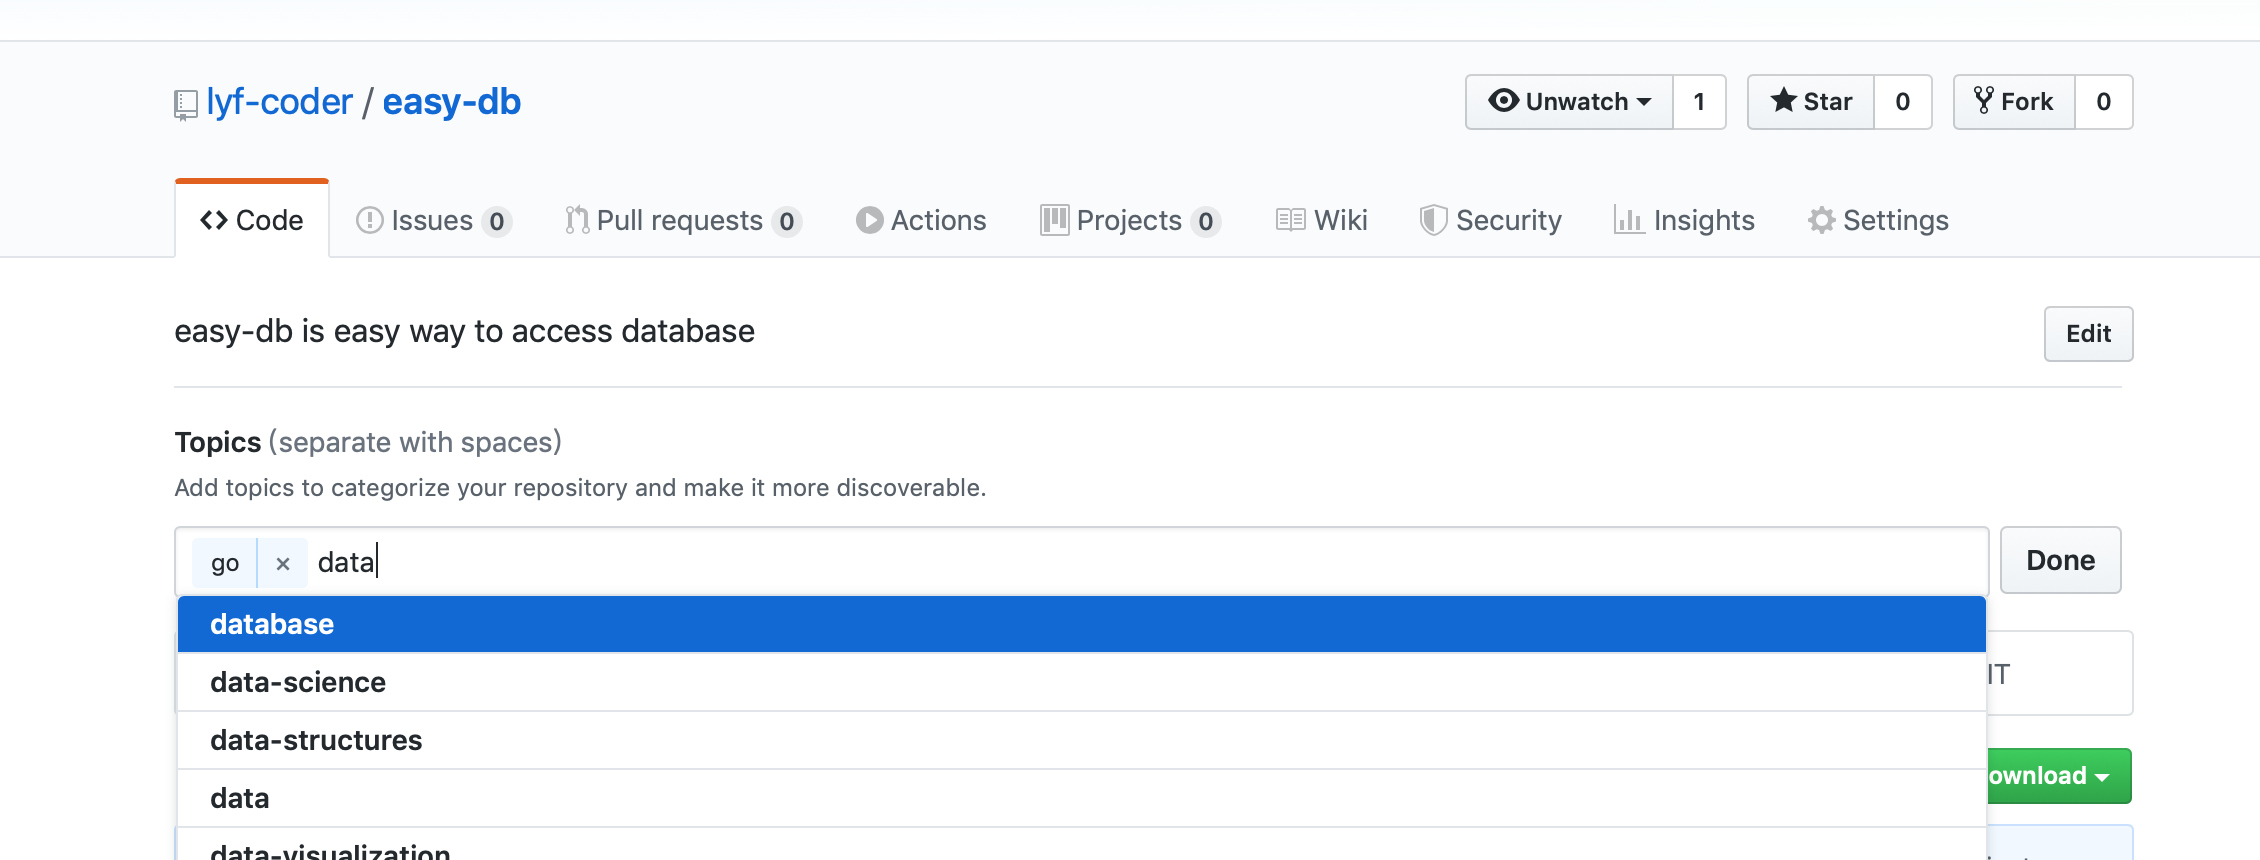 lyf-coder / easy-db
Unwatch 1 Star 0 Fork 0
Code Issues 0 Pull requests 0 Actions Projects 0 Wiki Security Insights Settings
easy-db is easy way to access database
Edit
Topics (separate with spaces)
Add topics to categorize your repository and make it more discoverable.
go × data
Done
database
data-science
IT
data-structures
ownload
data
data-visualization